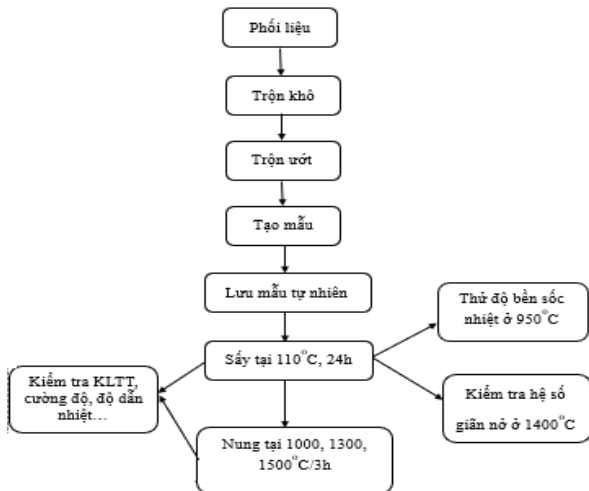 Phối liệu
Trộn khô
Trộn ướt
Tạo mẫu
Lưu mẫu tự nhiên
Thử độ bền sốc
nhiệt ở 950°C
Sấy tại 110°C, 24h
Kiểm tra KLTT,
cường độ, độ dẫn
nhiệt…
Kiểm tra hệ số
giãn nở ở 1400°C
Nung tại 1000, 1300,
1500°C/3h